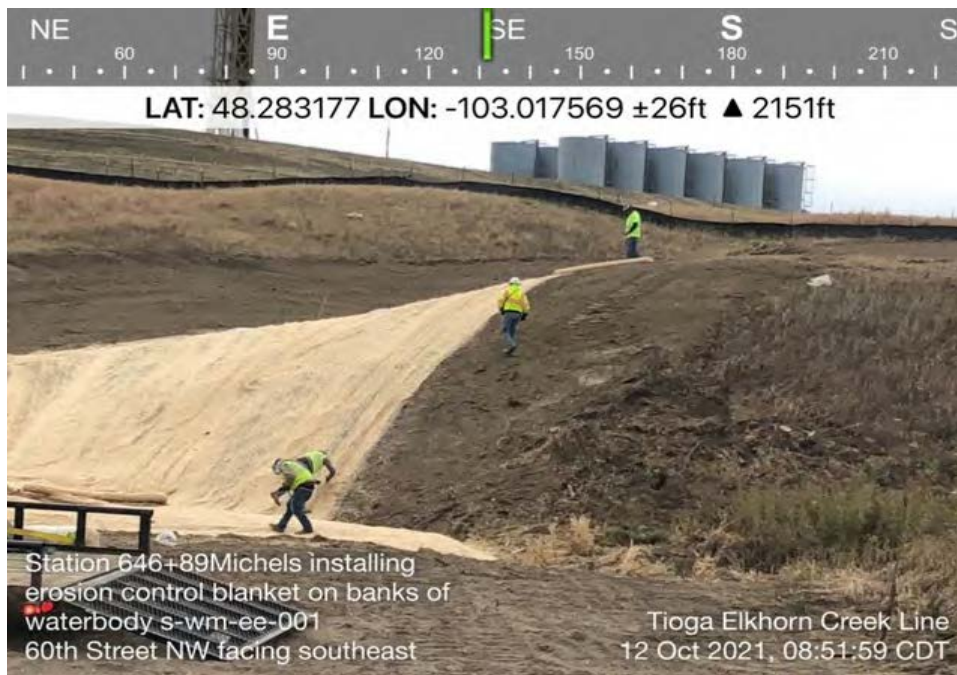 NE E SE S S
60 90 120 150 180 210
LAT: 48.283177 LON: -103.017569 ±26ft ▲ 2151ft
Station 646+89Michels installing
erosion control blanket on banks of
waterbody s-wm-ee-001
60th Street NW facing southeast
Tioga Elkhorn Creek Line
12 Oct 2021, 08:51:59 CDT